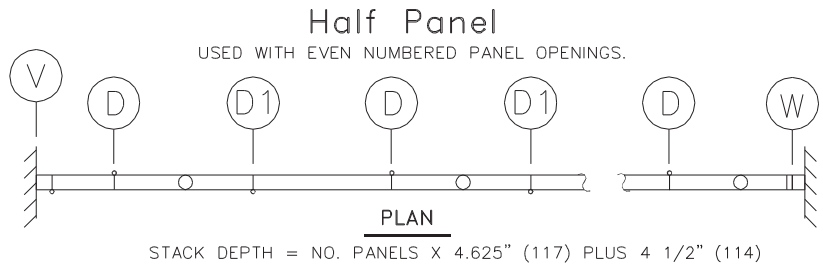 Half Panel
USED WITH EVEN NUMBERED PANEL OPENINGS.
V D D1 D D1 D W
PLAN
STACK DEPTH = NO. PANELS X 4.625" (117) PLUS 4 1/2" (114)